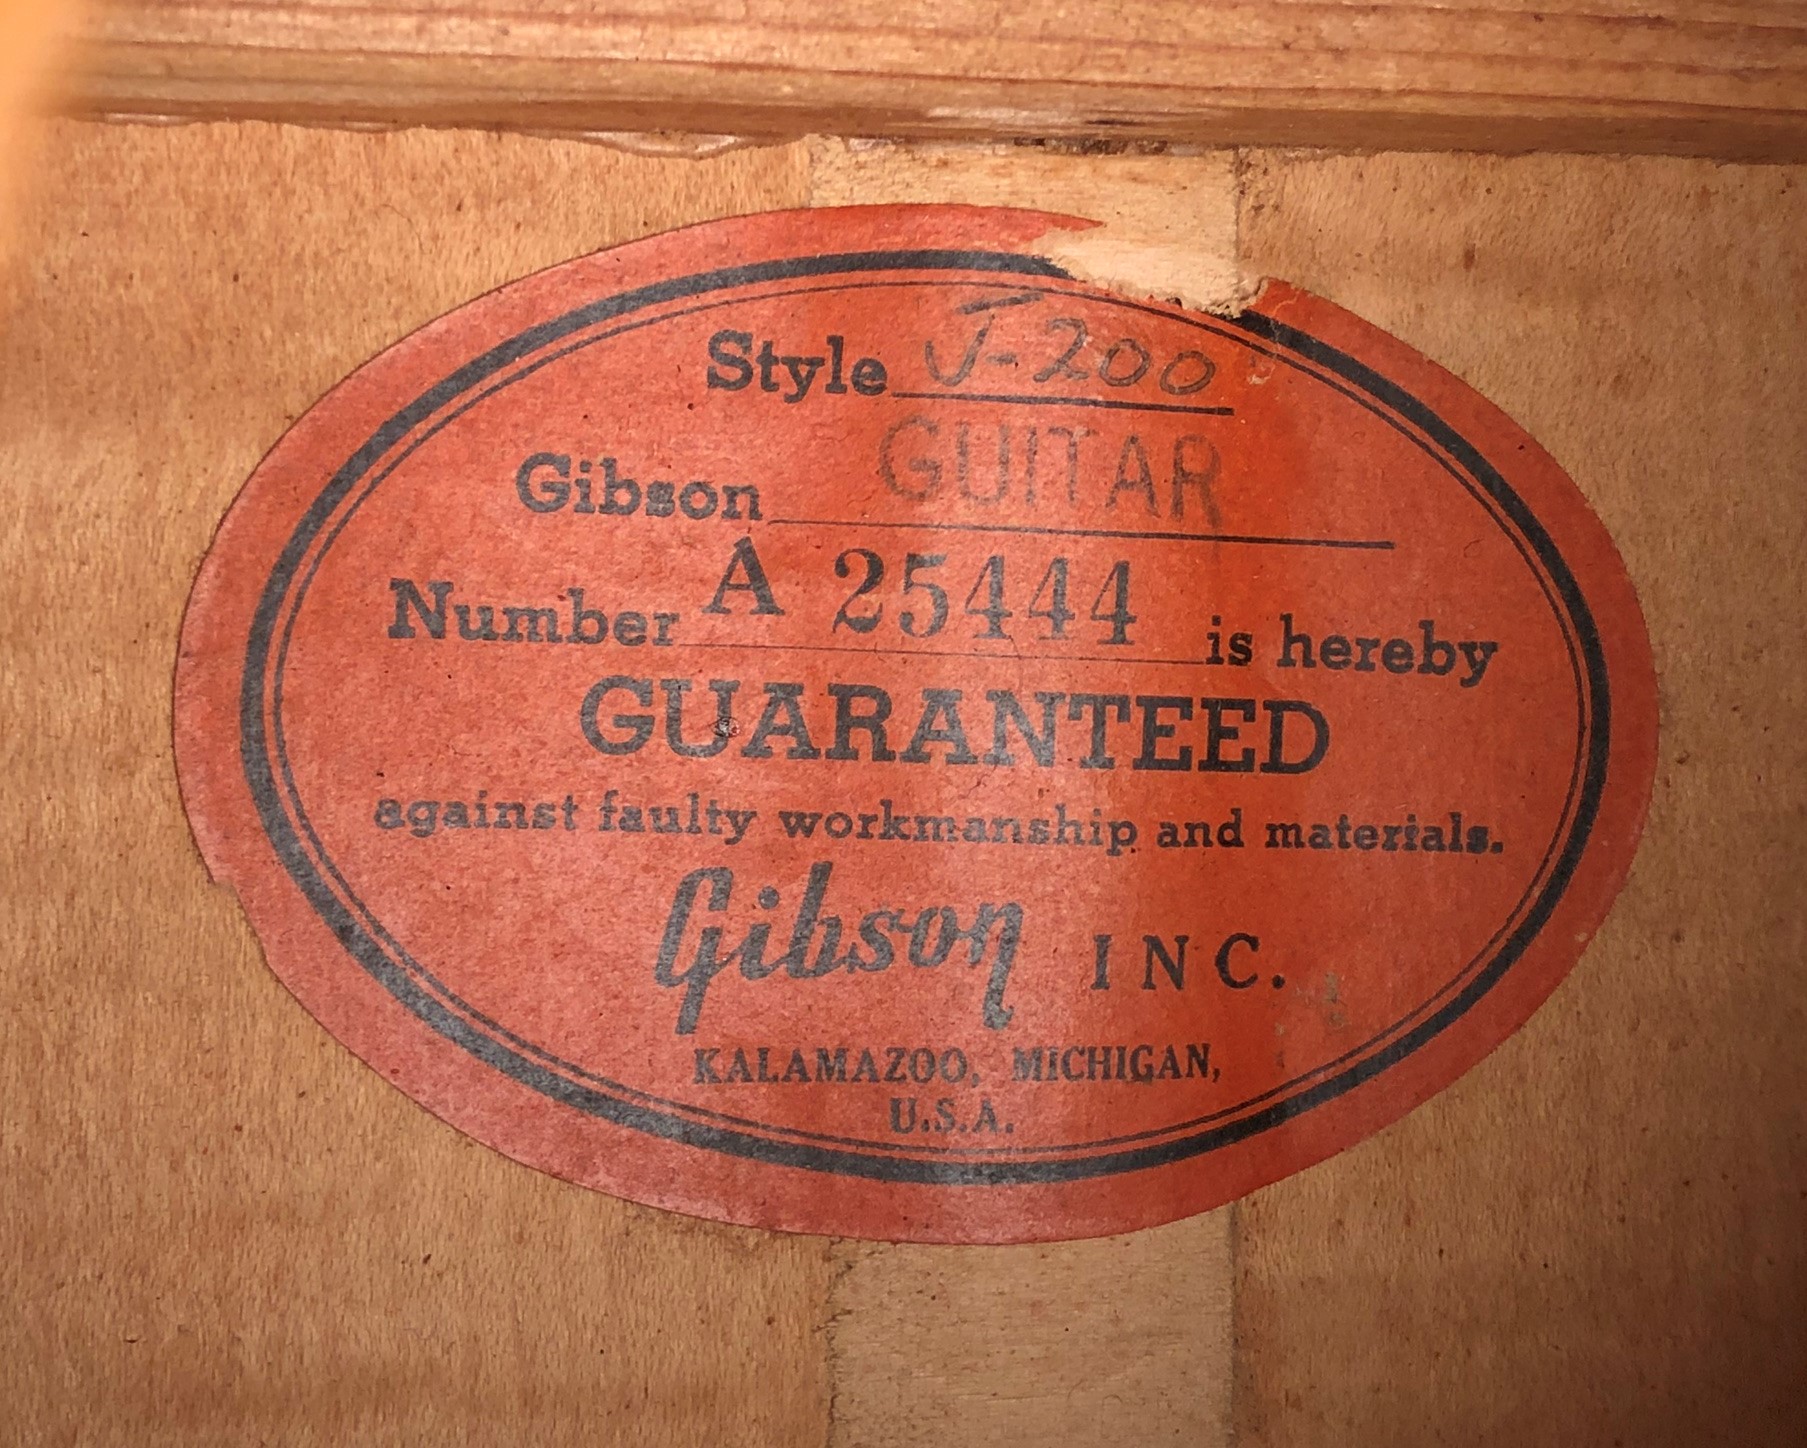 Style J-200
Gibson GUITAR
Number A 25444 is hereby
GUARANTEED
against faulty workmanship and materials.
Gibson INC.
KALAMAZOO, MICHIGAN,
U.S.A.